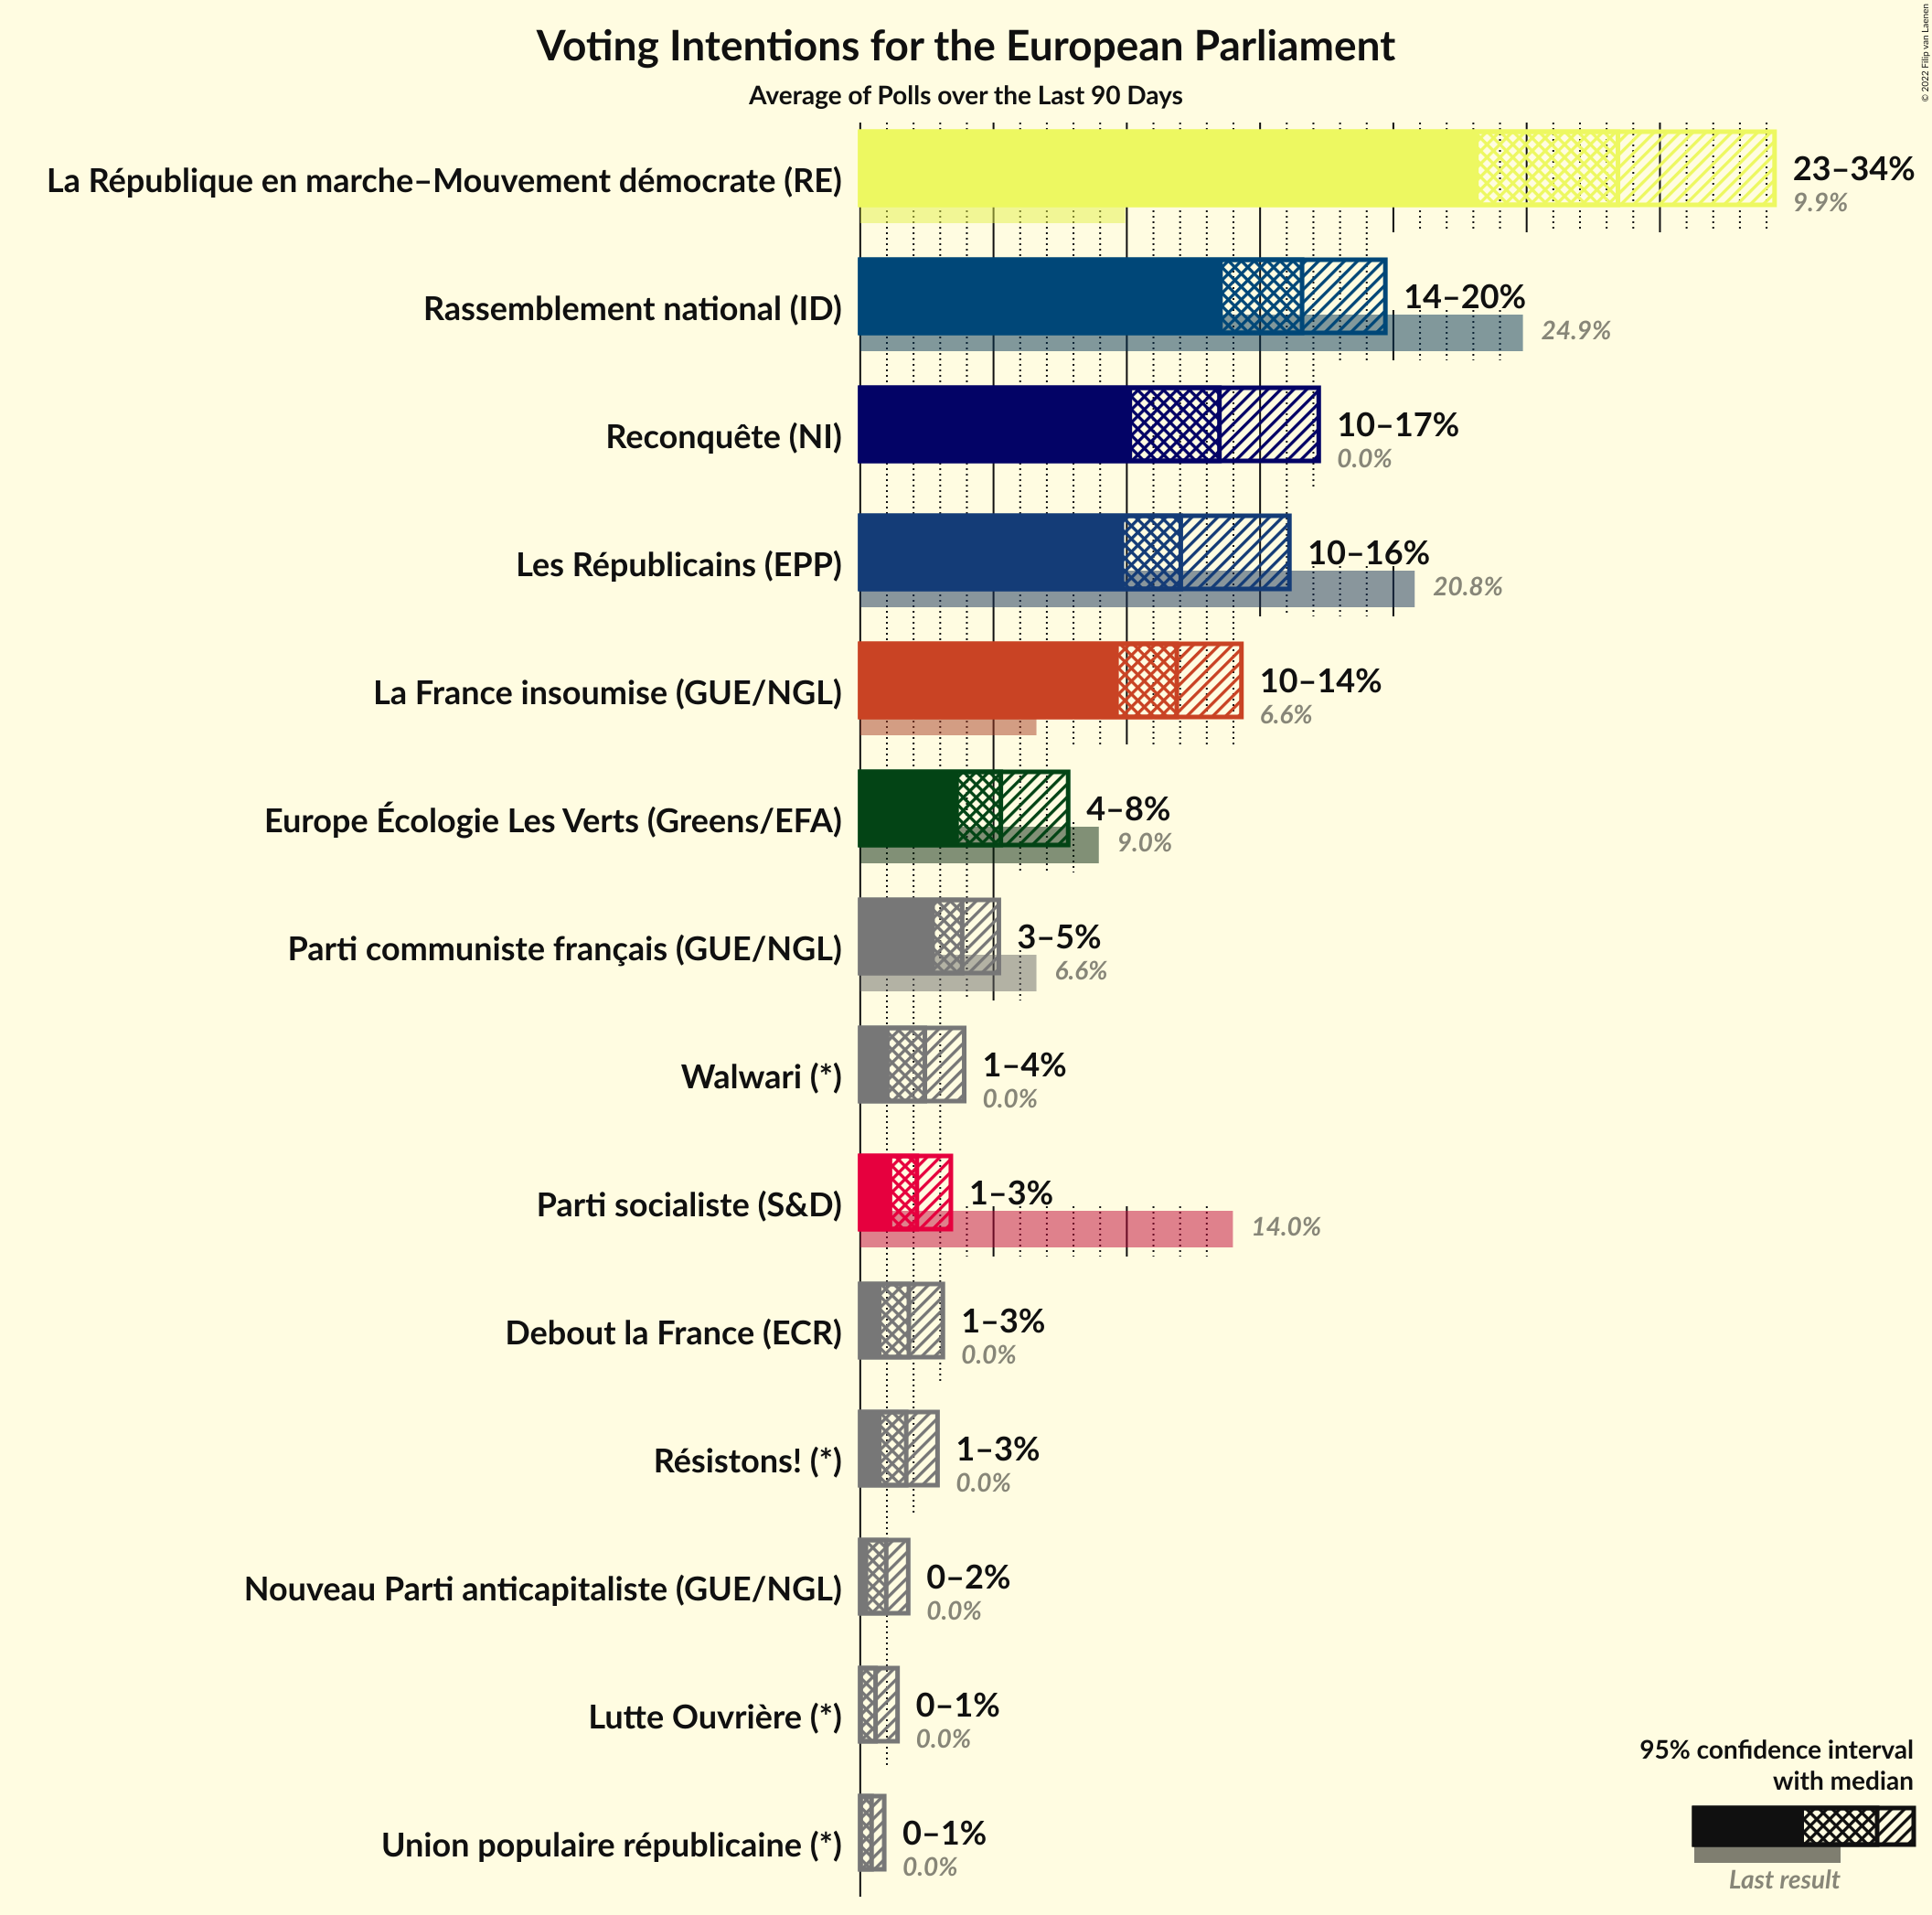 Voting Intentions for the European Parliament
Average of Polls over the Last 90 Days
© 2022 Filip van Laenen
La République en marche–Mouvement démocrate (RE)
23–34%
9.9%
Rassemblement national (ID)
14–20%
24.9%
Reconquête (NI)
10–17%
0.0%
Les Républicains (EPP)
10–16%
20.8%
La France insoumise (GUE/NGL)
10–14%
6.6%
Europe Écologie Les Verts (Greens/EFA)
4–8%
9.0%
Parti communiste français (GUE/NGL)
3–5%
6.6%
Walwari (*)
1–4%
0.0%
Parti socialiste (S&D)
1–3%
14.0%
Debout la France (ECR)
1–3%
0.0%
Résistons! (*)
1–3%
0.0%
Nouveau Parti anticapitaliste (GUE/NGL)
0–2%
0.0%
Lutte Ouvrière (*)
0–1%
0.0%
Union populaire républicaine (*)
0–1%
0.0%
95% confidence interval
with median
Last result